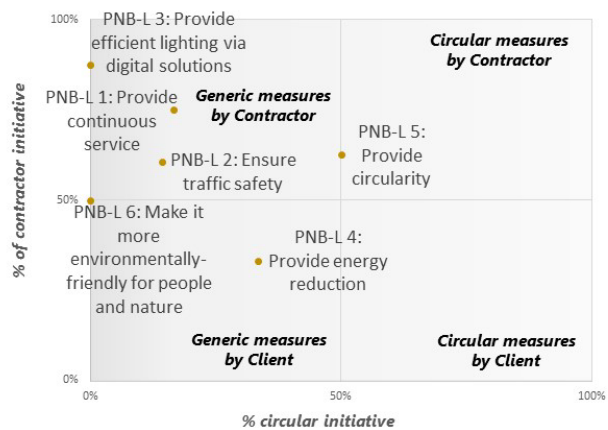 100%
PNB-L 3: Provide
efficient lighting via
digital solutions
Circular measures
by Contractor
PNB-L 1: Provide
continuous
service
Generic measures
by Contractor
PNB-L 5:
Provide
circularity
PNB-L 2: Ensure
traffic safety
50%
PNB-L 6: Make it
more
environmentally-
friendly for people
and nature
PNB-L 4:
Provide energy
reduction
Generic measures
by Client
Circular measures
by Client
0%
0%
50%
100%
% of contractor initiative
% circular initiative